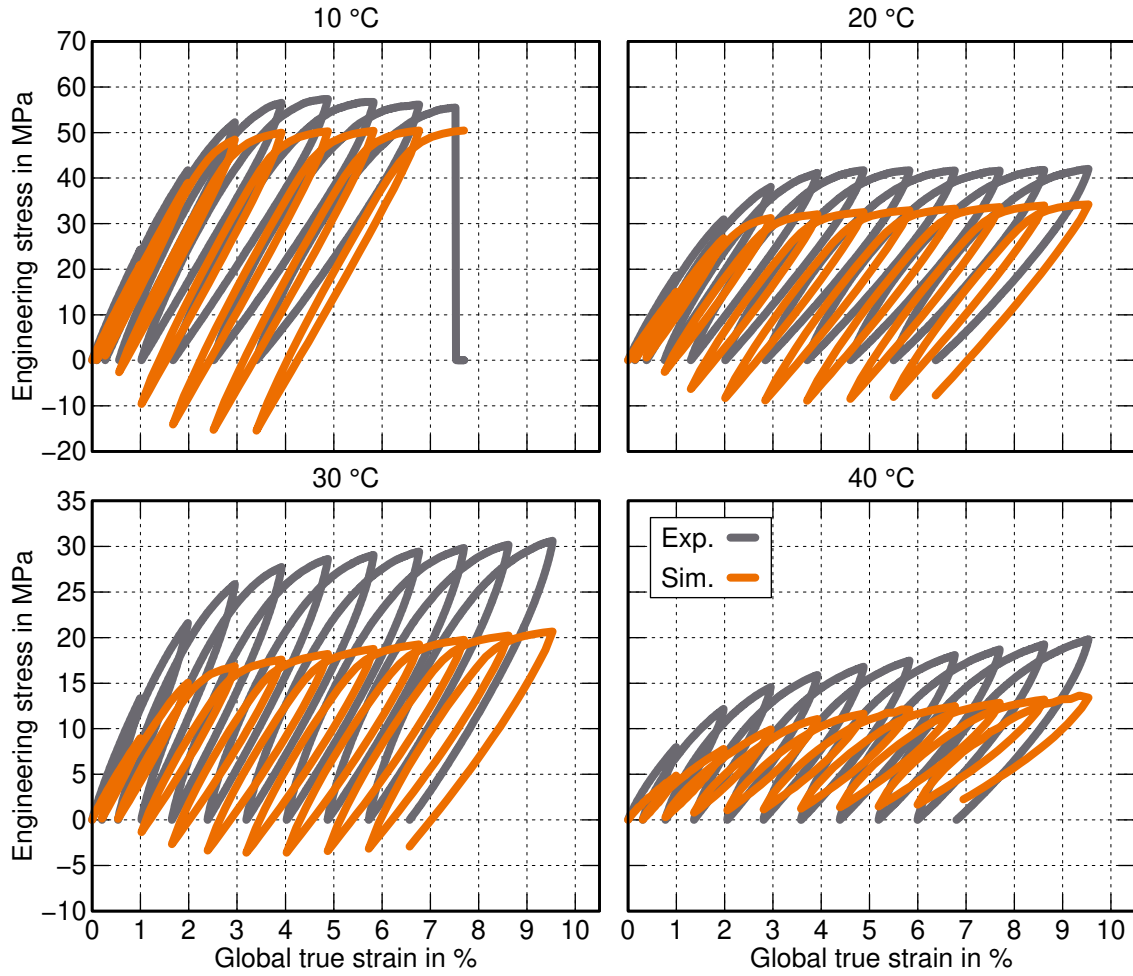 10 °C
20 °C
Engineering stress in MPa
70
60
50
40
30
20
10
0
−10
−20
30 °C
40 °C
Engineering stress in MPa
35
30
25
20
15
10
5
0
−5
−10
Exp.
Sim.
0 1 2 3 4 5 6 7 8 9 10
0 1 2 3 4 5 6 7 8 9 10
Global true strain in %
Global true strain in %